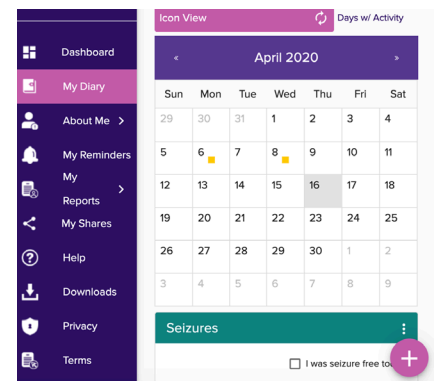 Icon View
Days w/ Activity
Dashboard
My Diary
About Me >
My Reminders
My
Reports >
My Shares
Help
Downloads
Privacy
Terms
« April 2020 »
Sun Mon Tue Wed Thu Fri Sat
29 30 31 1 2 3 4
5 6 7 8 9 10 11
12 13 14 15 16 17 18
19 20 21 22 23 24 25
26 27 28 29 30 1 2
3 4 5 6 7 8 9
Seizures
I was seizure free